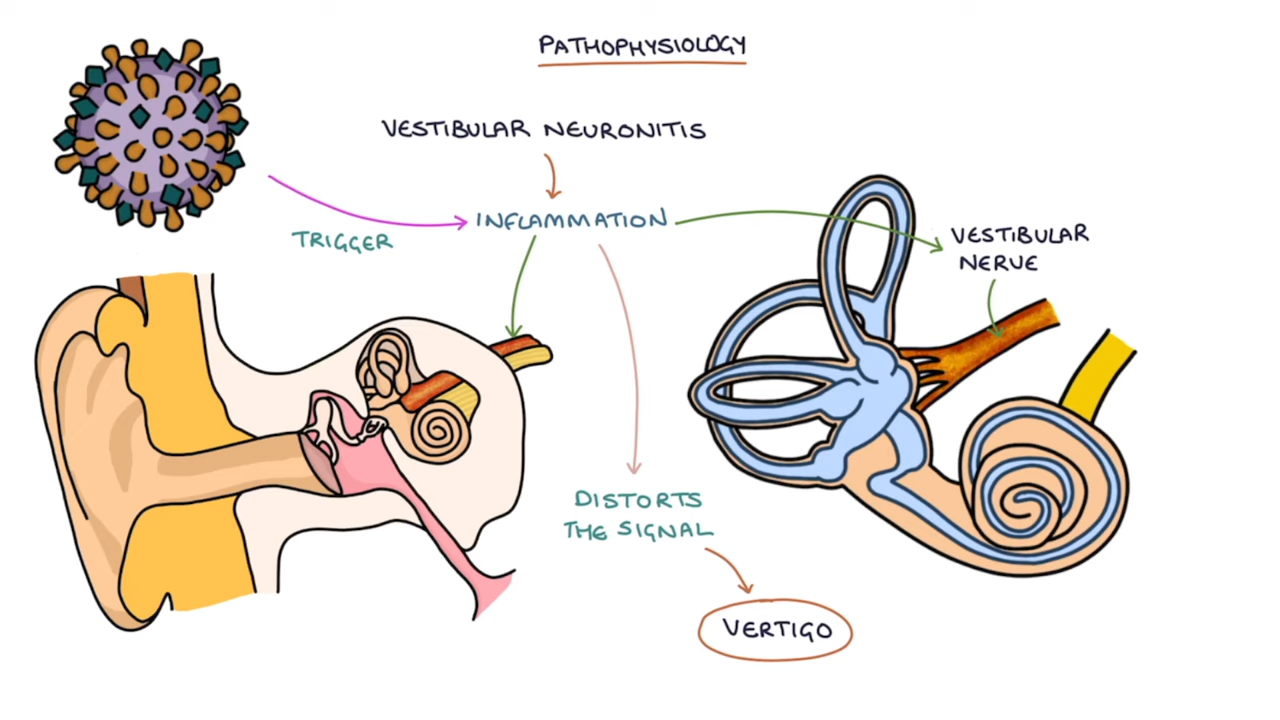 PATHOPHYSIOLOGY
VESTIBULAR NEURONITIS
INFLAMMATION
TRIGGER
VESTIBULAR
NERVE
DISTORTS
THE SIGNAL
VERTIGO